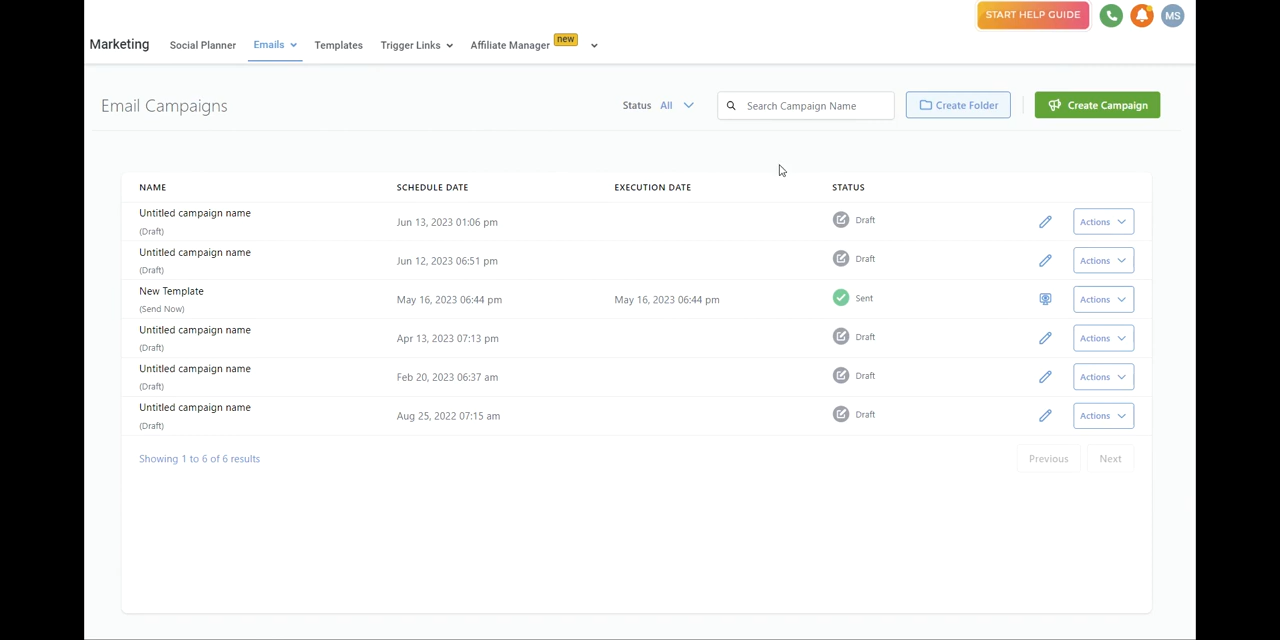 START HELP GUIDE
MS
Marketing
Social Planner
Emails
Templates
Trigger Links
Affiliate Manager
new
Email Campaigns
Status All
Search Campaign Name
Create Folder
Create Campaign
NAME SCHEDULE DATE EXECUTION DATE STATUS
Untitled campaign name
(Draft)
Jun 13, 2023 01:06 pm
Draft
Actions
Untitled campaign name
(Draft)
Jun 12, 2023 06:51 pm
Draft
Actions
New Template
(Send Now)
May 16, 2023 06:44 pm
May 16, 2023 06:44 pm
Sent
Actions
Untitled campaign name
(Draft)
Apr 13, 2023 07:13 pm
Draft
Actions
Untitled campaign name
(Draft)
Feb 20, 2023 06:37 am
Draft
Actions
Untitled campaign name
(Draft)
Aug 25, 2022 07:15 am
Draft
Actions
Showing 1 to 6 of 6 results
Previous
Next